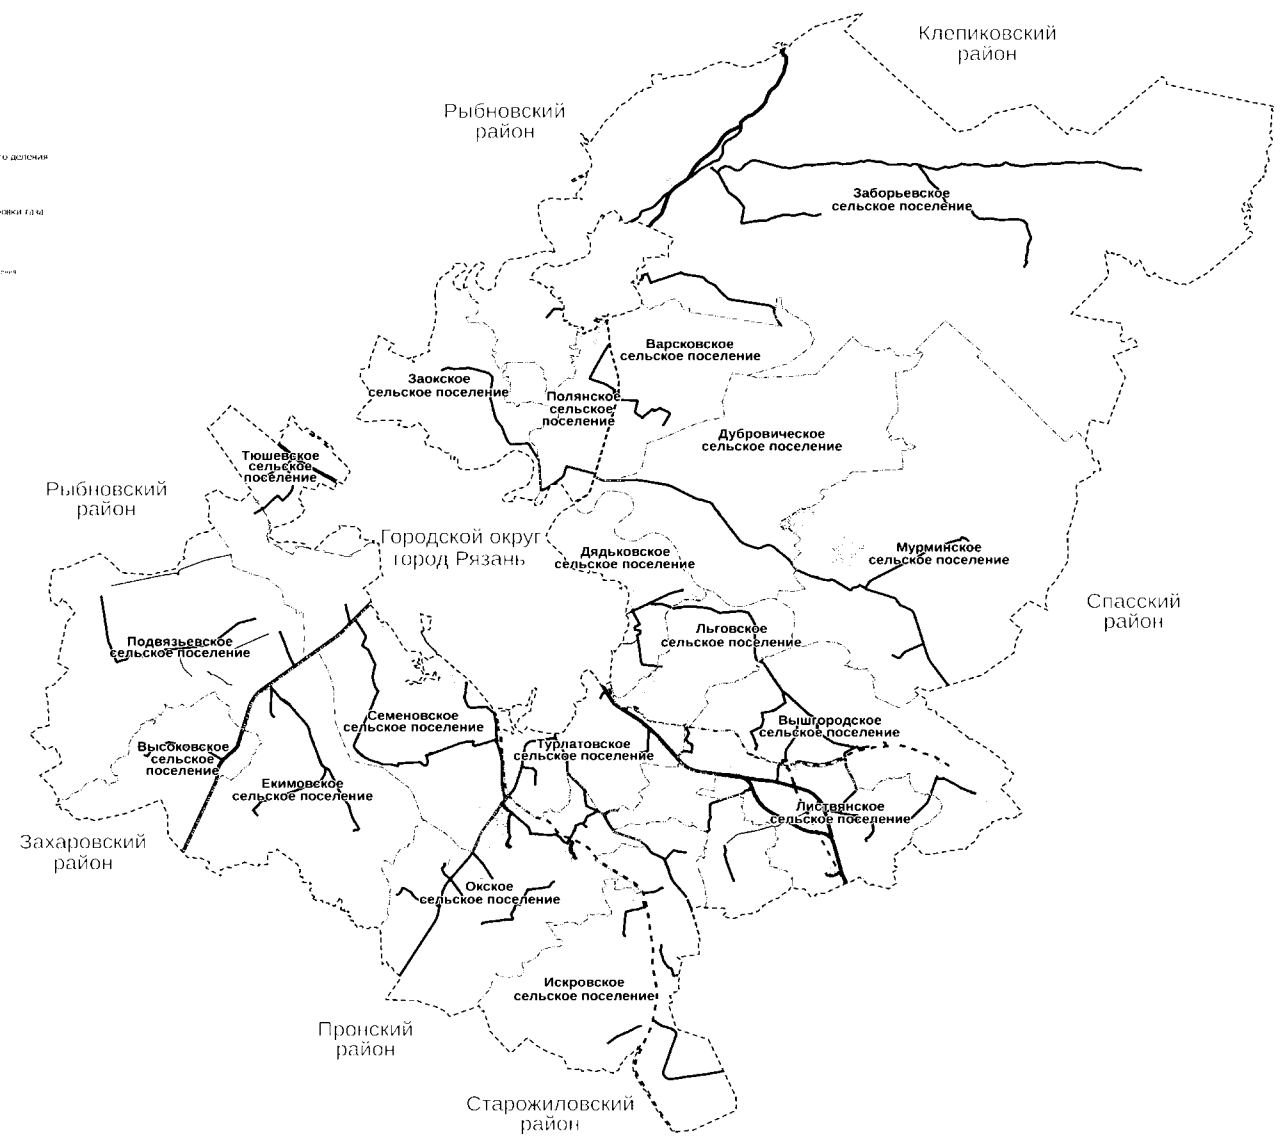 Клепиковский
район
Рыбновский
район
го деления
Заборьевское
сельское поселение
Варсковское
сельское поселение
Заокское
сельское поселение
Полянское
сельское
поселение
Дубровическое
сельское поселение
Тюшевское
сельское
поселение
Рыбновский
район
Городской округ
город Рязань
Дядьковское
сельское поселение
Мурминское
сельское поселение
Спасский
район
Льговское
сельское поселение
Подвязьевское
сельское поселение
Семеновское
сельское поселение
Вышгородское
сельское поселение
Высоковское
сельское
поселение
Турлатовское
сельское поселение
Екимовское
сельское поселение
Листвянское
сельское поселение
Захаровский
район
Окское
сельское поселение
Искровское
сельское поселение
Пронский
район
Старожиловский
район